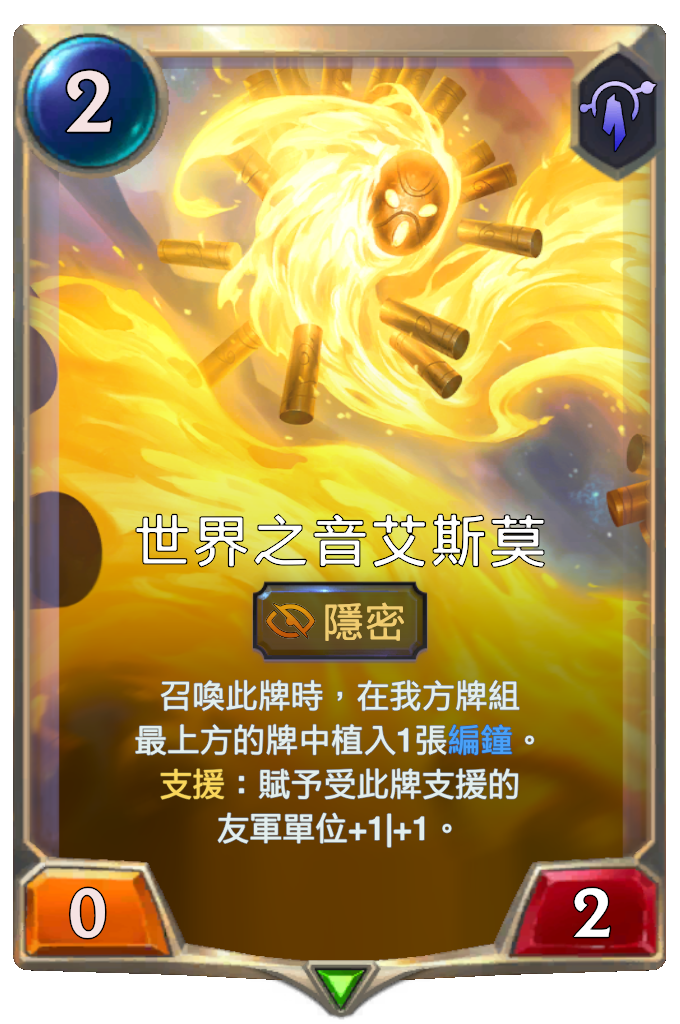 2
世界之音艾斯莫
隱密
召喚此牌時，在我方牌組
最上方的牌中植入1張編鐘。
支援：賦予受此牌支援的
友軍單位+1|+1。
0
2